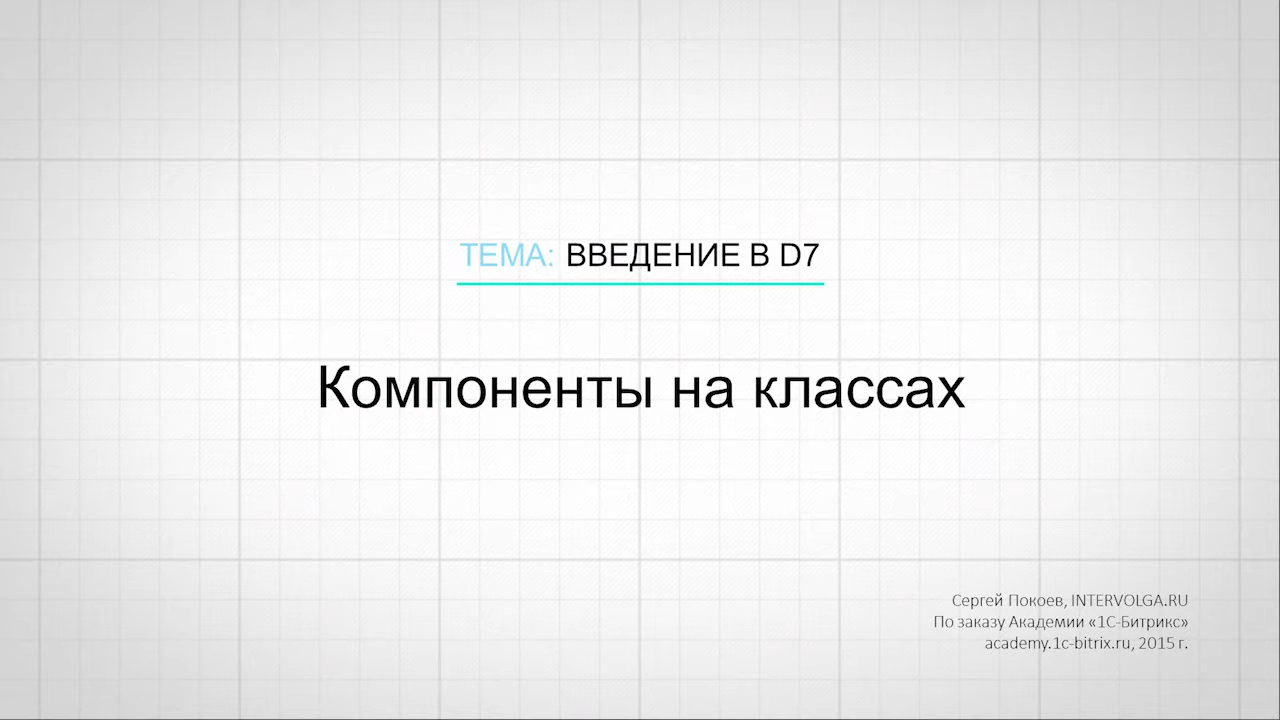 ТЕМА: ВВЕДЕНИЕ В D7
Компоненты на классах
Сергей Покоев, INTERVOLGA.RU
По заказу Академии «1С-Битрикс»
academy.1c-bitrix.ru, 2015 г.